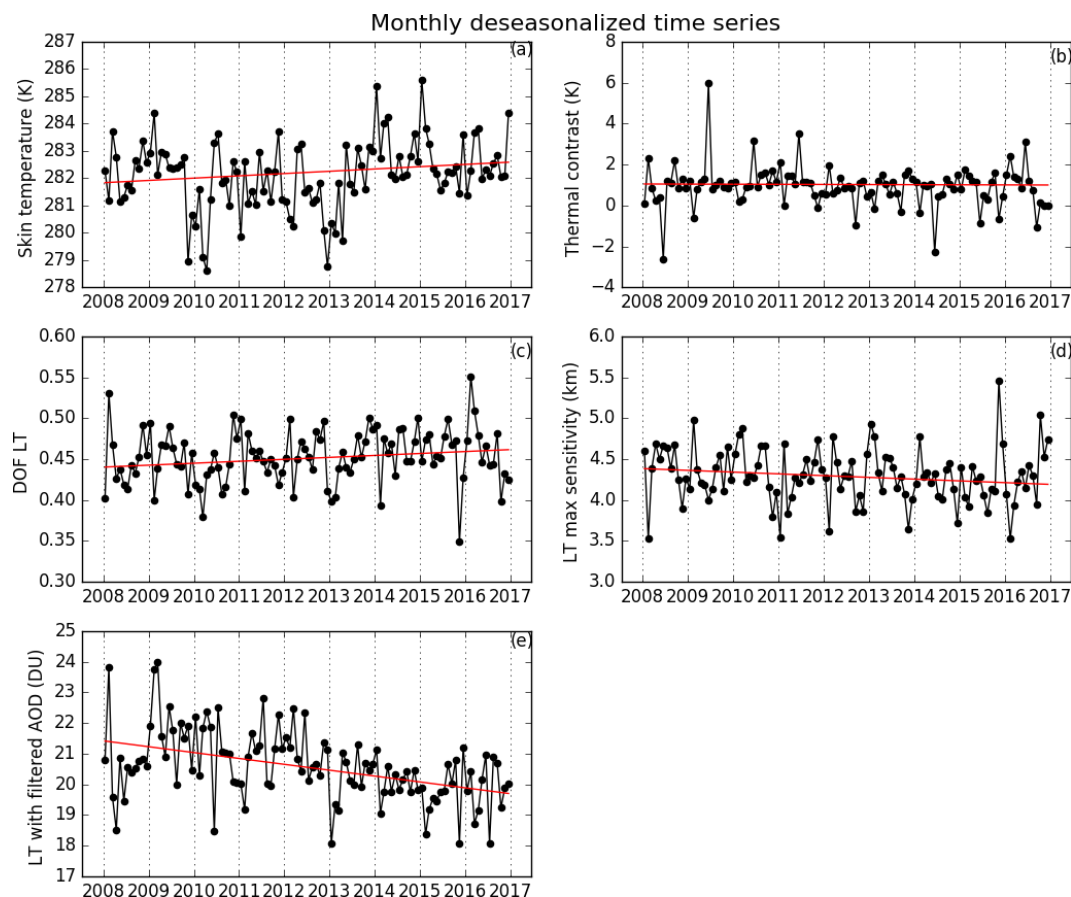 Monthly deseasonalized time series
(a)
Skin temperature (K)
287
286
285
284
283
282
281
280
279
278
2008 2009 2010 2011 2012 2013 2014 2015 2016 2017
(b)
Thermal contrast (K)
8
6
4
2
0
−2
−4
2008 2009 2010 2011 2012 2013 2014 2015 2016 2017
(c)
DOF LT
0.60
0.55
0.50
0.45
0.40
0.35
0.30
2008 2009 2010 2011 2012 2013 2014 2015 2016 2017
(d)
LT max sensitivity (km)
6.0
5.5
5.0
4.5
4.0
3.5
3.0
2008 2009 2010 2011 2012 2013 2014 2015 2016 2017
(e)
LT with filtered AOD (DU)
25
24
23
22
21
20
19
18
17
2008 2009 2010 2011 2012 2013 2014 2015 2016 2017